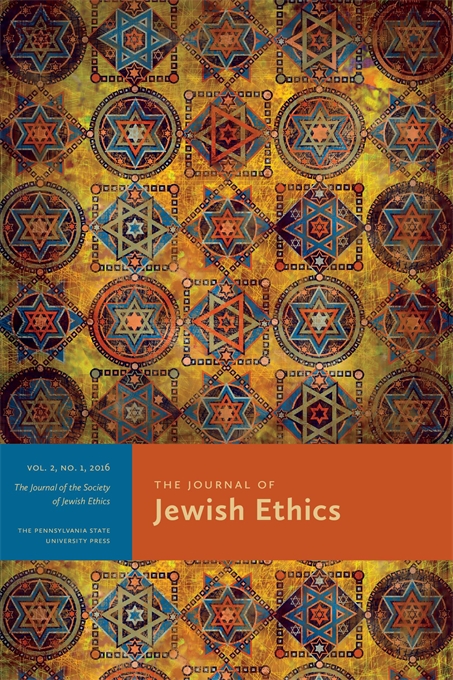 VOL. 2, NO. 1, 2016
The Journal of the Society
of Jewish Ethics
THE PENNSYLVANIA STATE
UNIVERSITY PRESS
THE JOURNAL OF
Jewish Ethics